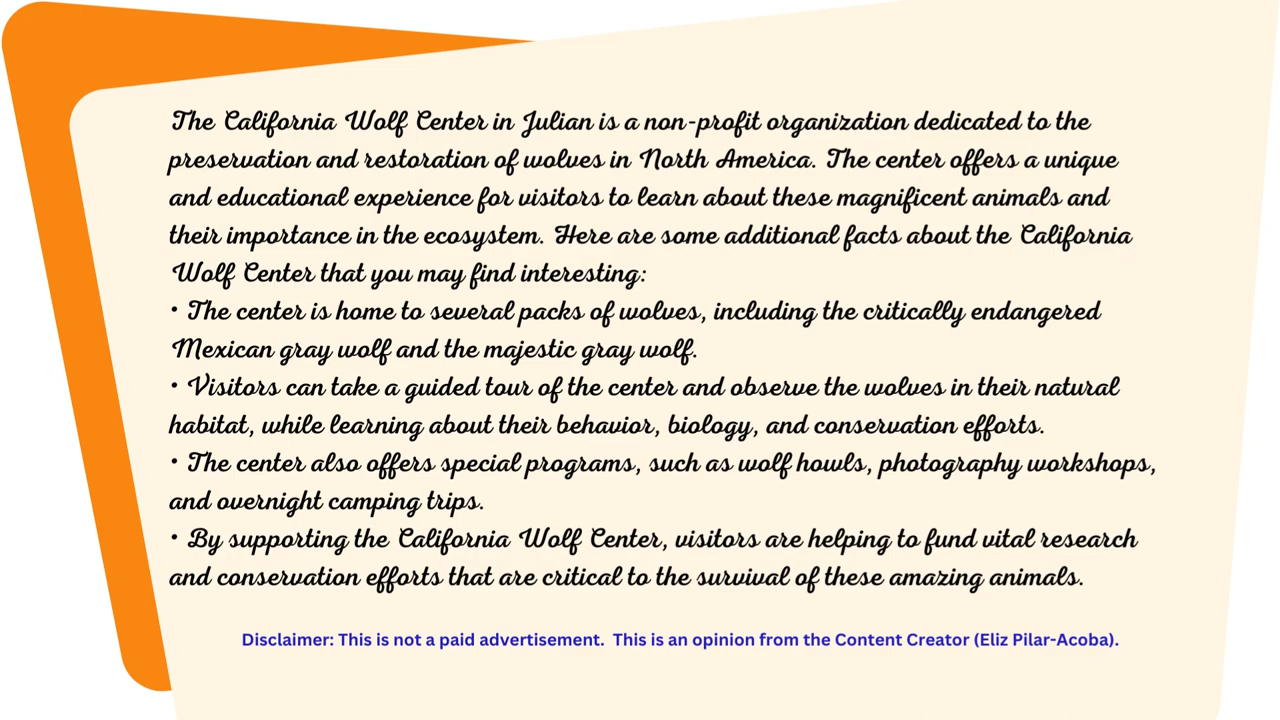 The California Wolf Center in Julian is a non-profit organization dedicated to the
preservation and restoration of wolves in North America. The center offers a unique
and educational experience for visitors to learn about these magnificent animals and
their importance in the ecosystem. Here are some additional facts about the California
Wolf Center that you may find interesting:
• The center is home to several packs of wolves, including the critically endangered
Mexican gray wolf and the majestic gray wolf.
• Visitors can take a guided tour of the center and observe the wolves in their natural
habitat, while learning about their behavior, biology, and conservation efforts.
• The center also offers special programs, such as wolf howls, photography workshops,
and overnight camping trips.
• By supporting the California Wolf Center, visitors are helping to fund vital research
and conservation efforts that are critical to the survival of these amazing animals.
Disclaimer: This is not a paid advertisement.  This is an opinion from the Content Creator (Eliz Pilar-Acoba).